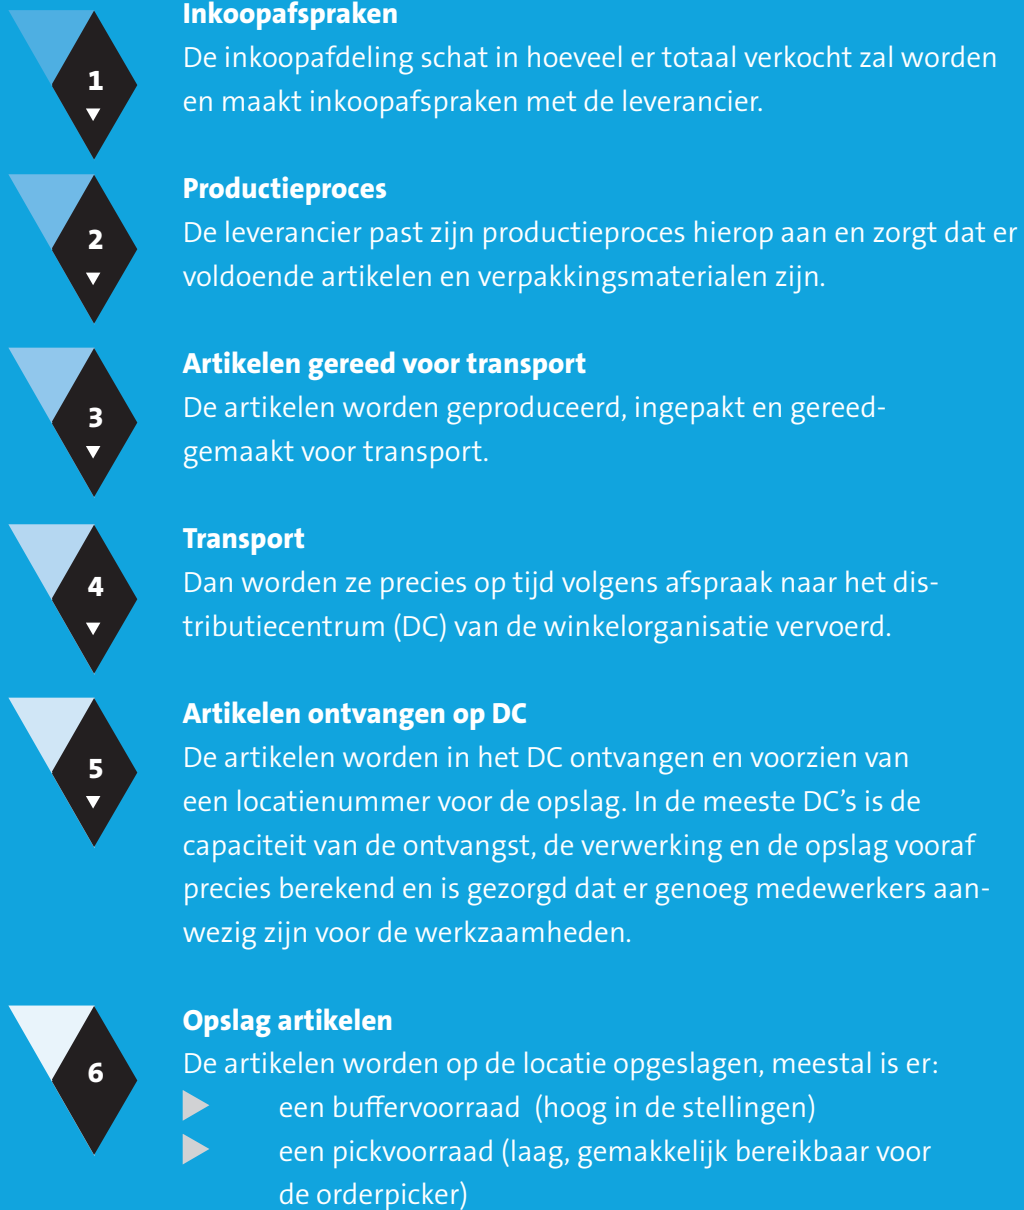 Inkoopafspraken
1
De inkoopafdeling schat in hoeveel er totaal verkocht zal worden
en maakt inkoopafspraken met de leverancier.
Productieproces
2
De leverancier past zijn productieproces hierop aan en zorgt dat er
voldoende artikelen en verpakkingsmaterialen zijn.
Artikelen gereed voor transport
3
De artikelen worden geproduceerd, ingepakt en gereed-
gemaakt voor transport.
Transport
4
Dan worden ze precies op tijd volgens afspraak naar het dis-
tributiecentrum (DC) van de winkelorganisatie vervoerd.
Artikelen ontvangen op DC
5
De artikelen worden in het DC ontvangen en voorzien van
een locatienummer voor de opslag. In de meeste DC's is de
capaciteit van de ontvangst, de verwerking en de opslag vooraf
precies berekend en is gezorgd dat er genoeg medewerkers aan-
wezig zijn voor de werkzaamheden.
Opslag artikelen
6
De artikelen worden op de locatie opgeslagen, meestal is er:
een buffervoorraad (hoog in de stellingen)
een pickvoorraad (laag, gemakkelijk bereikbaar voor
de orderpicker)